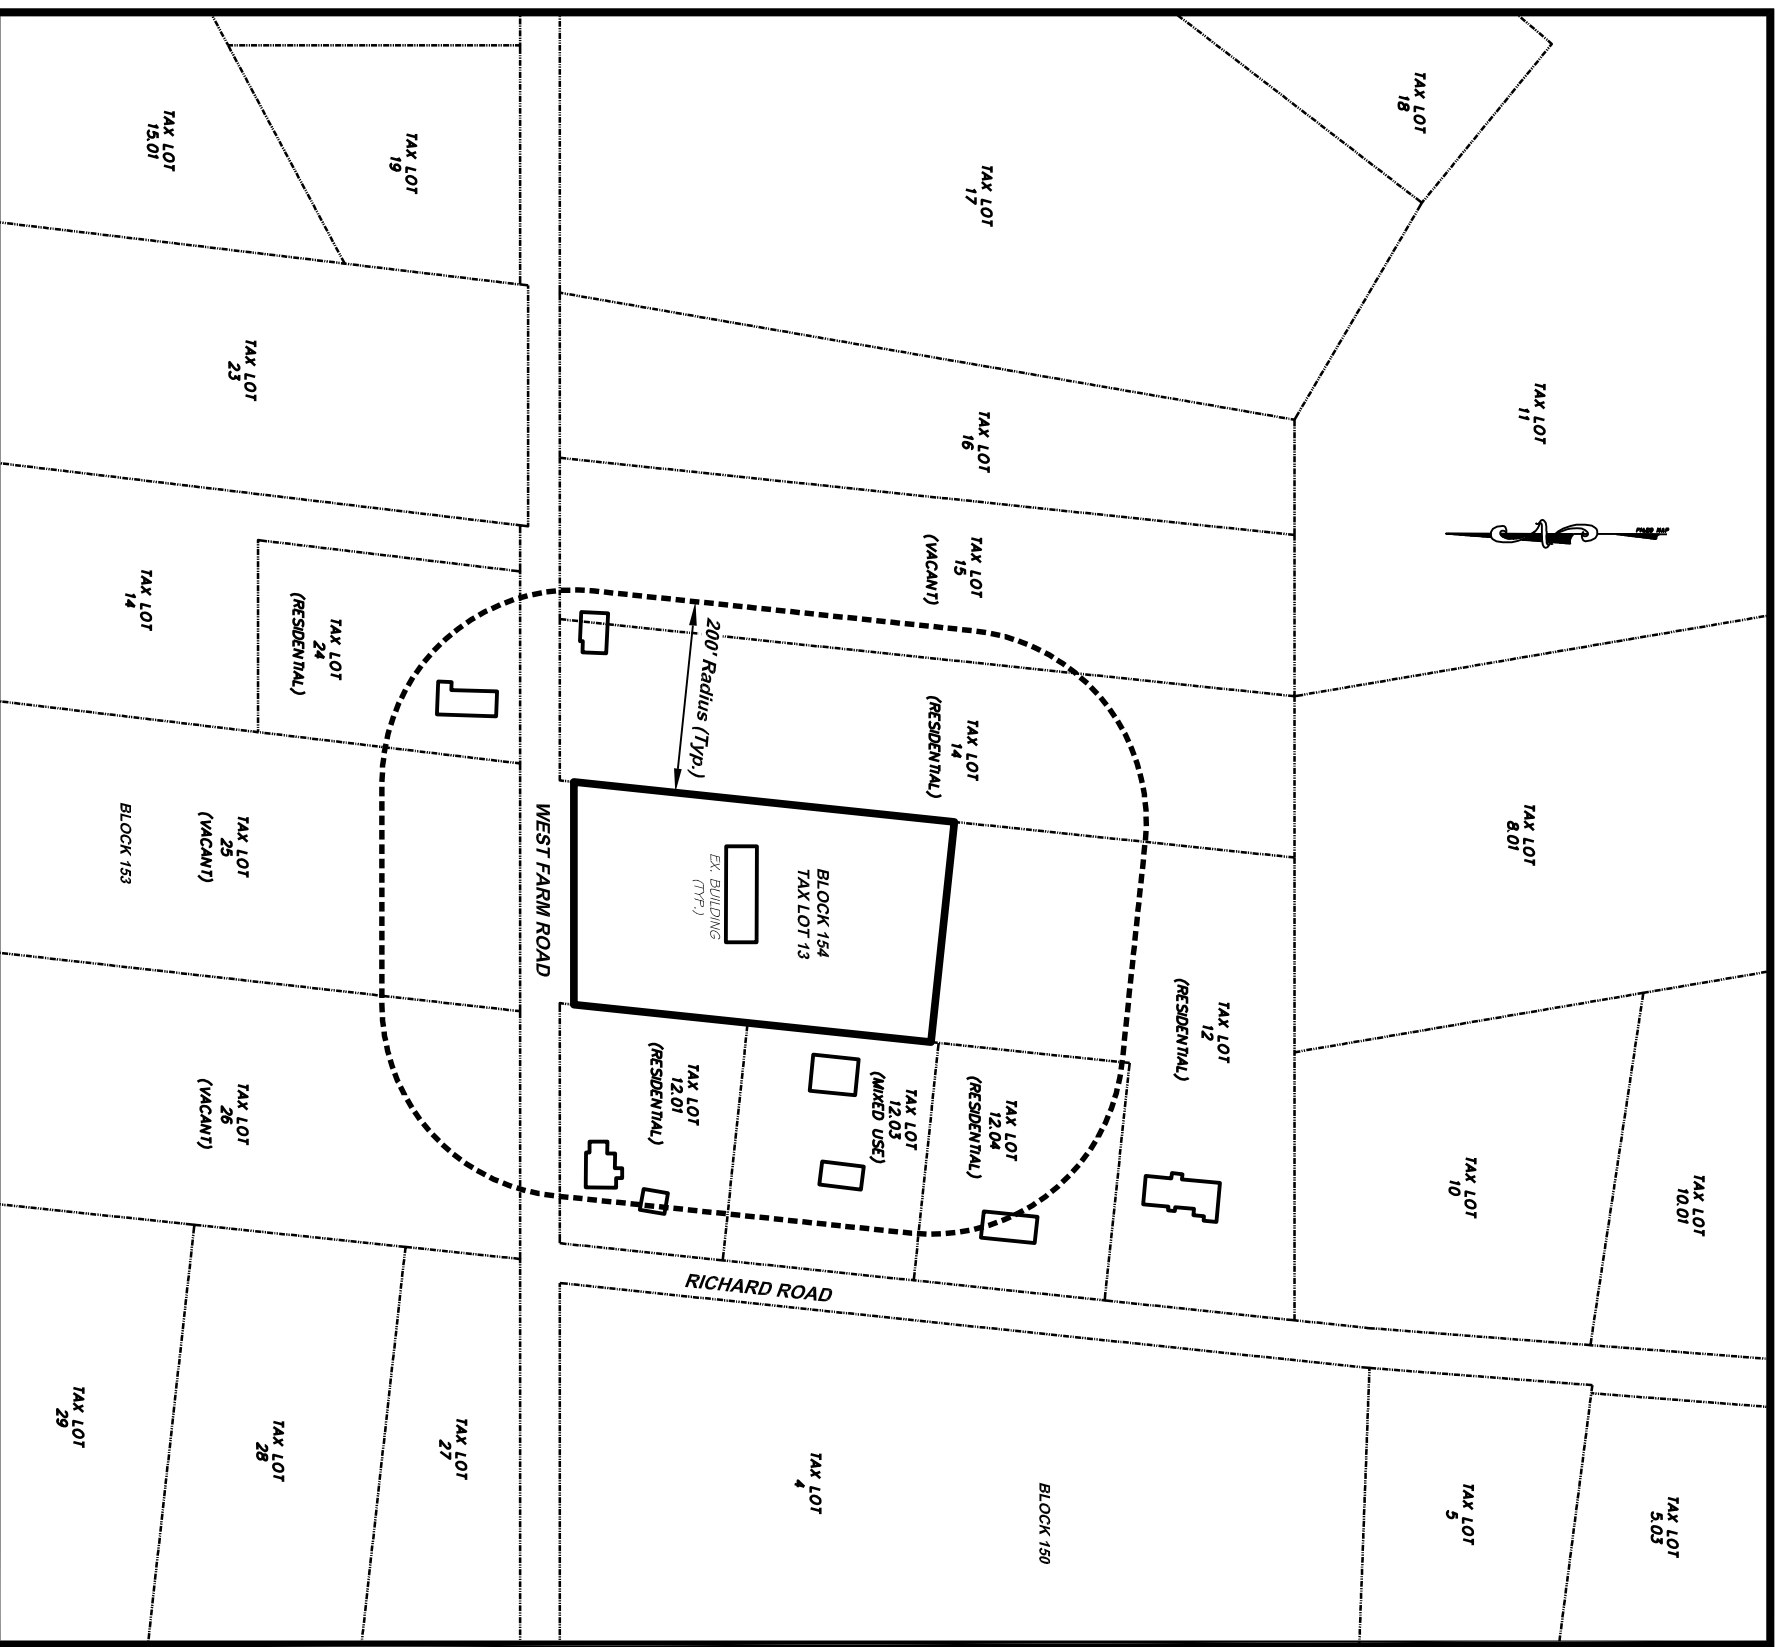 TAX LOT
18
TAX LOT
15.01
TAX LOT
19
TAX LOT
17
TAX LOT
11
TAX LOT
23
TAX LOT
16
TAX LOT
15
(VACANT)
TAX LOT
14
TAX LOT
24
(RESIDENTIAL)
200' Radius (Typ.)
TAX LOT
14
(RESIDENTIAL)
TAX LOT
8.01
BLOCK 153
TAX LOT
25
(VACANT)
WEST FARM ROAD
EX. BUILDING
(TYP.)
BLOCK 154
TAX LOT 13
TAX LOT
12
(RESIDENTIAL)
TAX LOT
26
(VACANT)
TAX LOT
12.01
(RESIDENTIAL)
TAX LOT
12.03
(MIXED USE)
TAX LOT
12.04
(RESIDENTIAL)
TAX LOT
10
TAX LOT
10.01
RICHARD ROAD
TAX LOT
29
TAX LOT
28
TAX LOT
27
TAX LOT
4
BLOCK 150
TAX LOT
5
TAX LOT
5.03